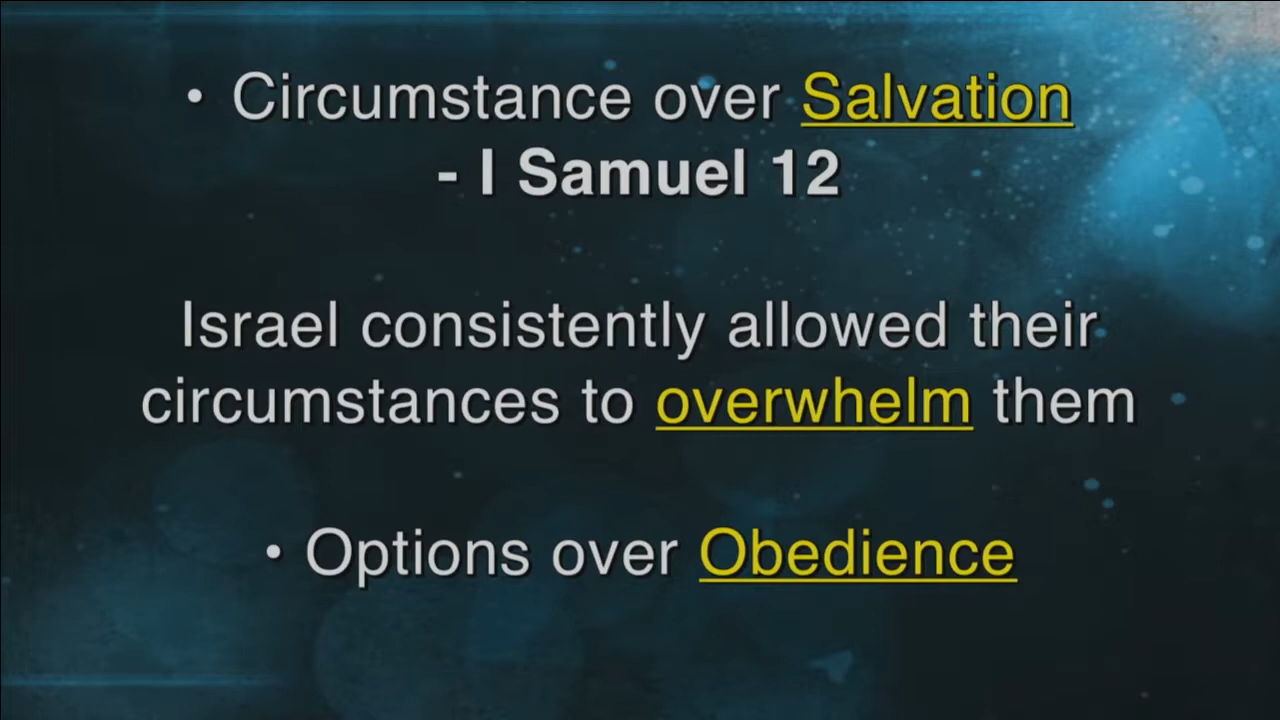 • Circumstance over Salvation
- I Samuel 12
Israel consistently allowed their
circumstances to overwhelm them
• Options over Obedience